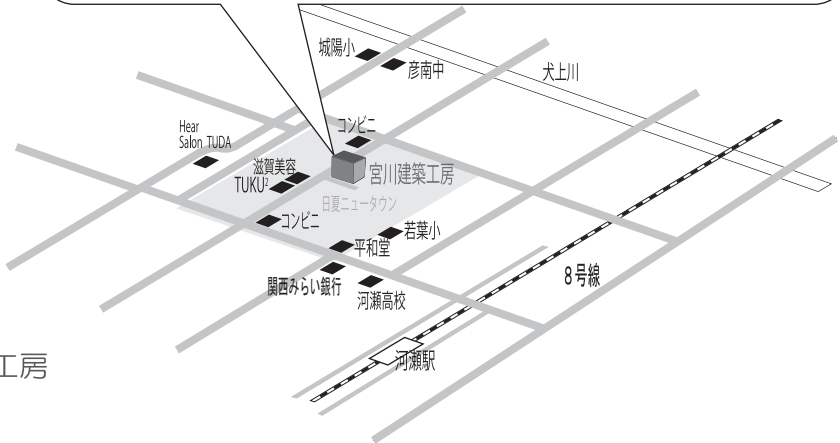 城陽小
彦南中
犬上川
コンビニ
Hear
Salon TUDA
滋賀美容
TUKU²
宮川建築工房
日夏ニュータウン
コンビニ
若葉小
平和堂
関西みらい銀行
河瀬高校
8号線
河瀬駅
工房